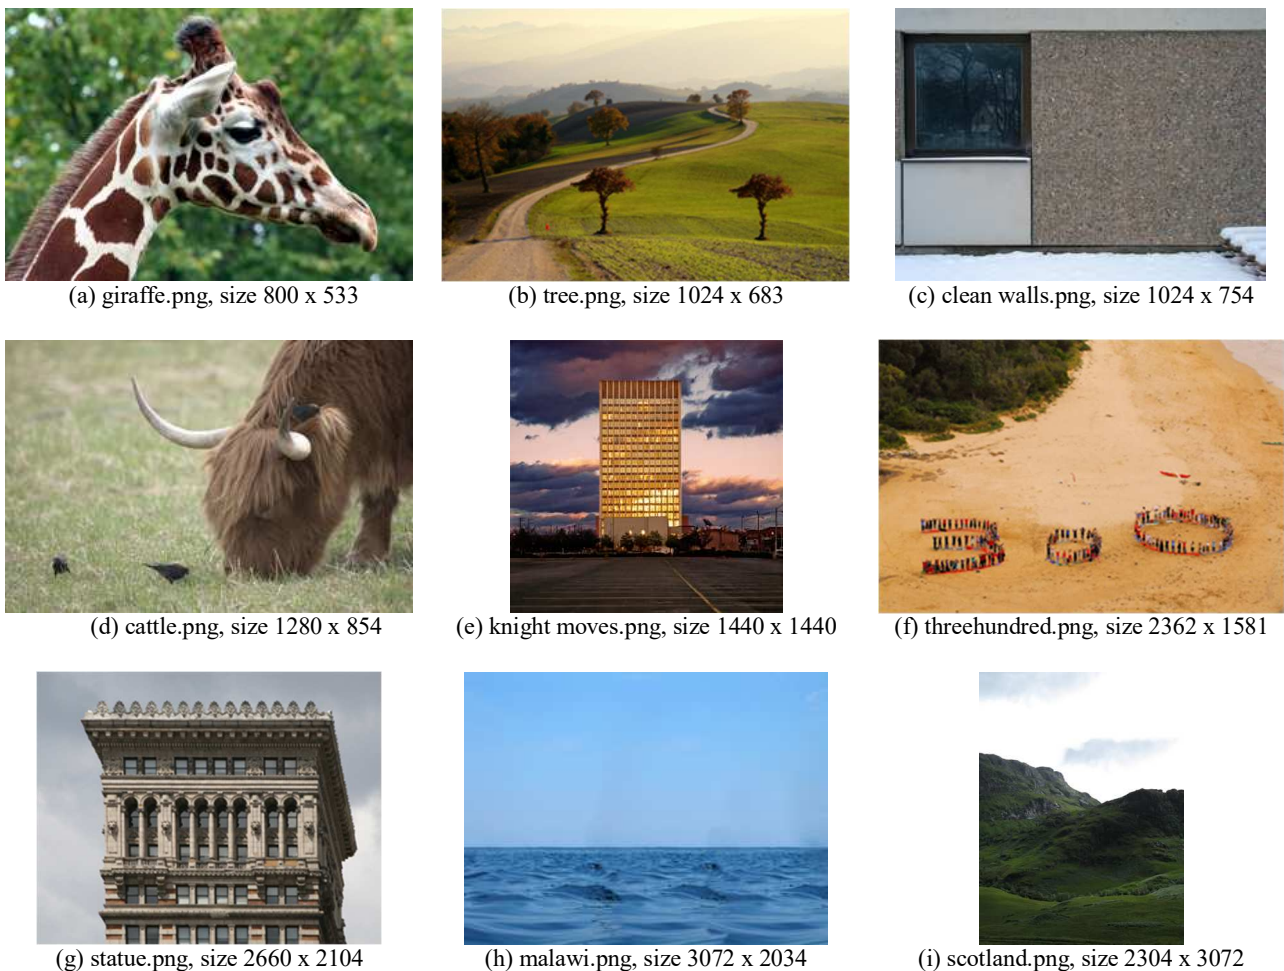 (a) giraffe.png, size 800 x 533
(b) tree.png, size 1024 x 683
(c) clean walls.png, size 1024 x 754
(d) cattle.png, size 1280 x 854
(e) knight moves.png, size 1440 x 1440
(f) threehundred.png, size 2362 x 1581
300
(g) statue.png, size 2660 x 2104
(h) malawi.png, size 3072 x 2034
(i) scotland.png, size 2304 x 3072